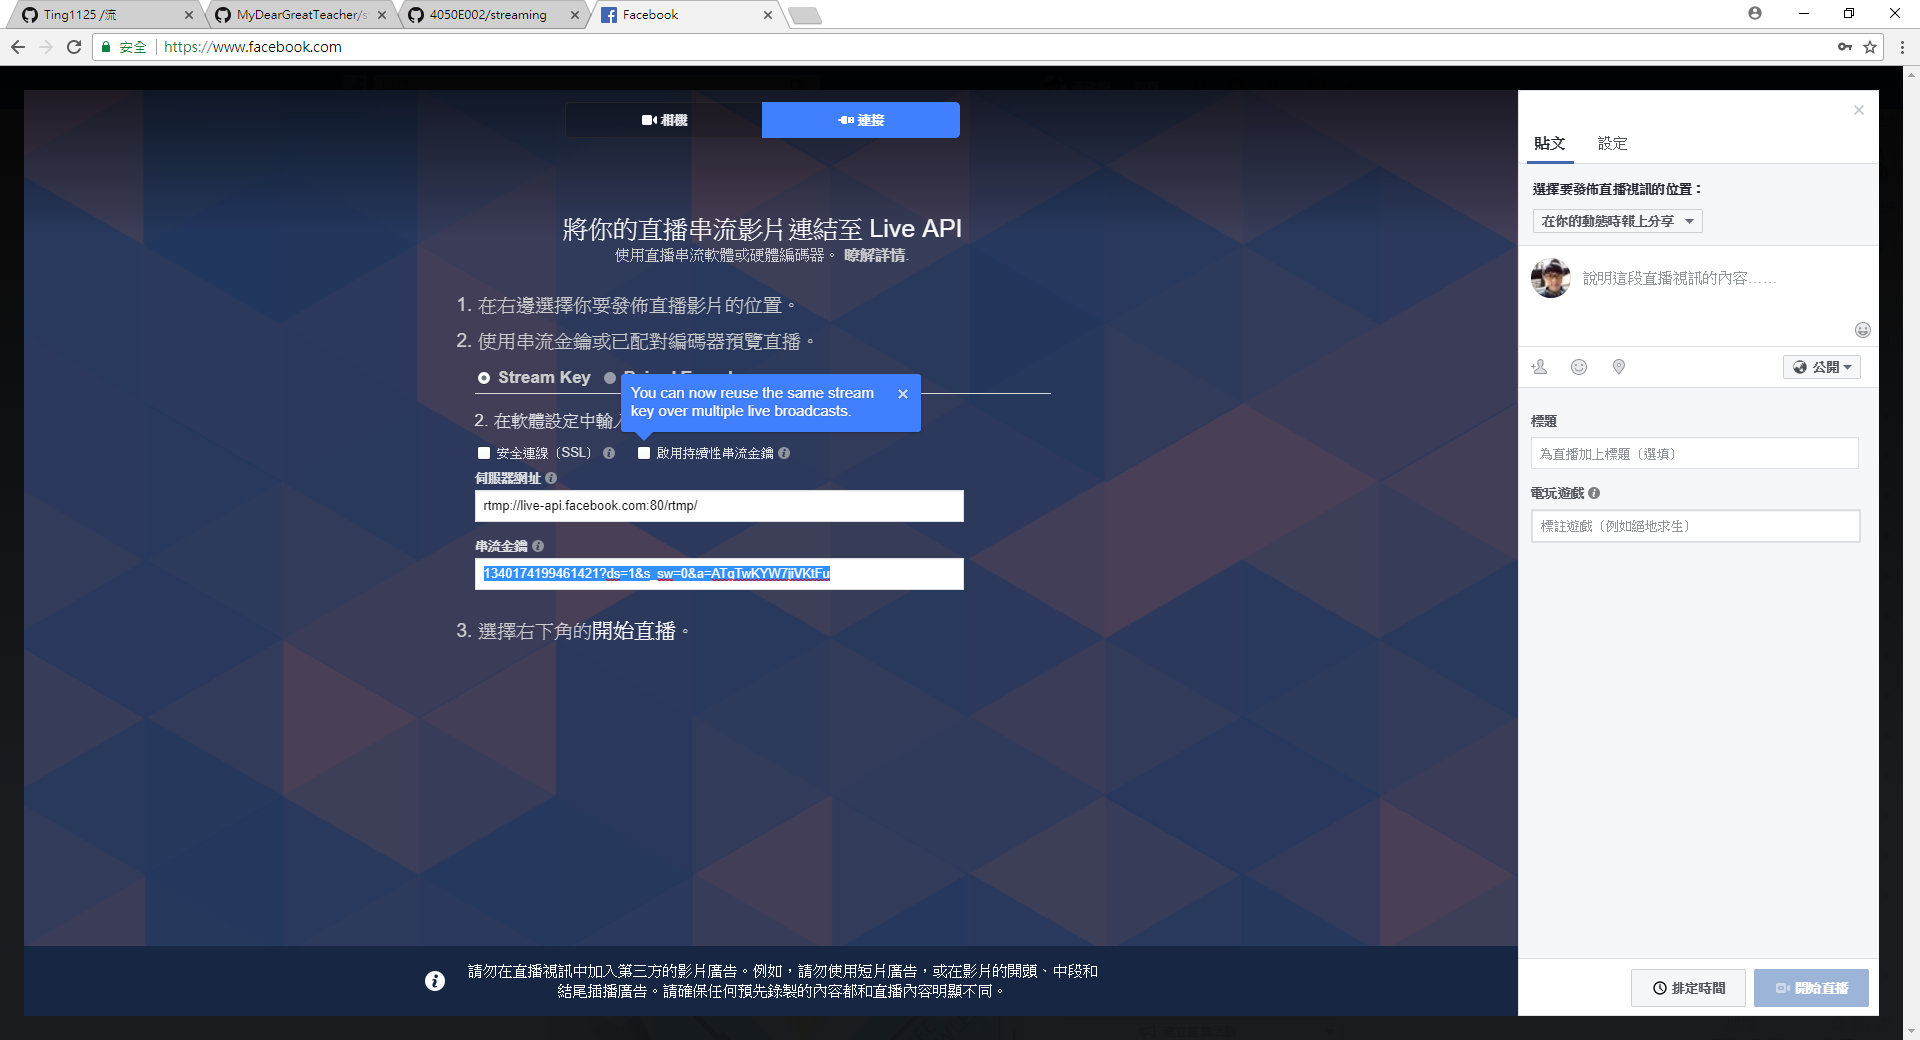 Ting1125 /流
MyDearGreatTeacher/s
4050E002/streaming
Facebook
安全
https://www.facebook.com
相機
連接
將你的直播串流影片連結至 Live API
使用直播串流軟體或硬體編碼器。 瞭解詳情.
1. 在右邊選擇你要發佈直播影片的位置。
2. 使用串流金鑰或已配對編碼器預覽直播。
Stream Key
You can now reuse the same stream
key over multiple live broadcasts.
2. 在軟體設定中輸入
安全連線（SSL）
啟用持續性串流金鑰
伺服器網址
rtmp://live-api.facebook.com:80/rtmp/
串流金鑰
1340174199461421?ds=1&s_sw=0&a=ATqTwKYW7jiVKtFu
3. 選擇右下角的開始直播。
請勿在直播視訊中加入第三方的影片廣告。例如，請勿使用短片廣告，或在影片的開頭、中段和
結尾插播廣告。請確保任何預先錄製的內容都和直播內容明顯不同。
貼文
設定
選擇要發佈直播視訊的位置：
在你的動態時報上分享
說明這段直播視訊的內容……
公開
標題
為直播加上標題（選填）
電玩遊戲
標註遊戲（例如絕地求生）
排定時間
開始直播